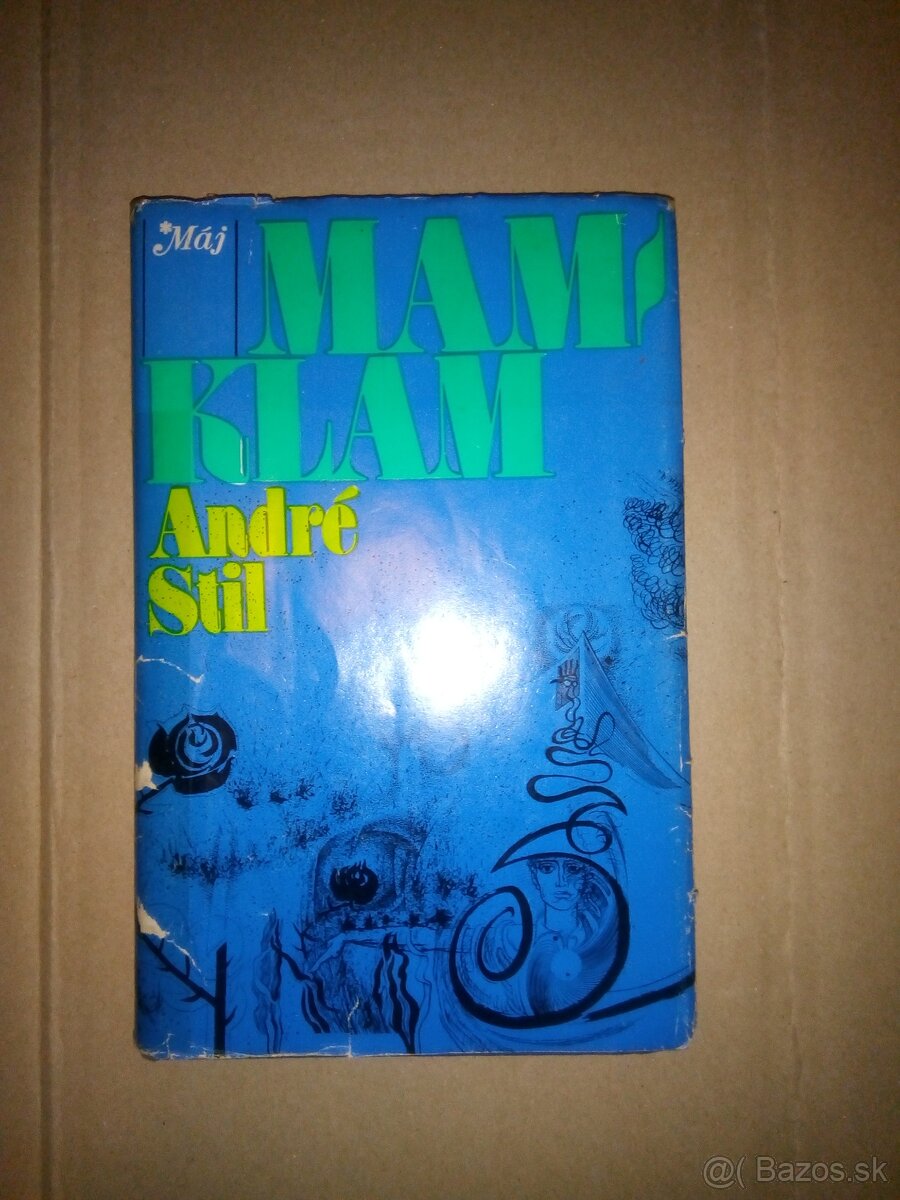 *Máj
MAM,
KLAM
André
Stil
@( Bazos.sk